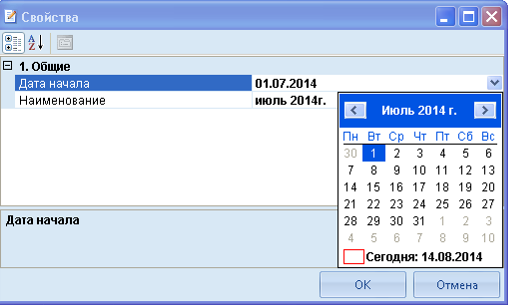 Свойства
1. Общие
Дата начала 01.07.2014
Наименование июль 2014г.
Июль 2014 г.
Пн Вт Ср Чт Пт Сб Вс
30 1 2 3 4 5 6
7 8 9 10 11 12 13
14 15 16 17 18 19 20
21 22 23 24 25 26 27
28 29 30 31 1 2 3
4 5 6 7 8 9 10
Сегодня: 14.08.2014
Дата начала
OK Отмена